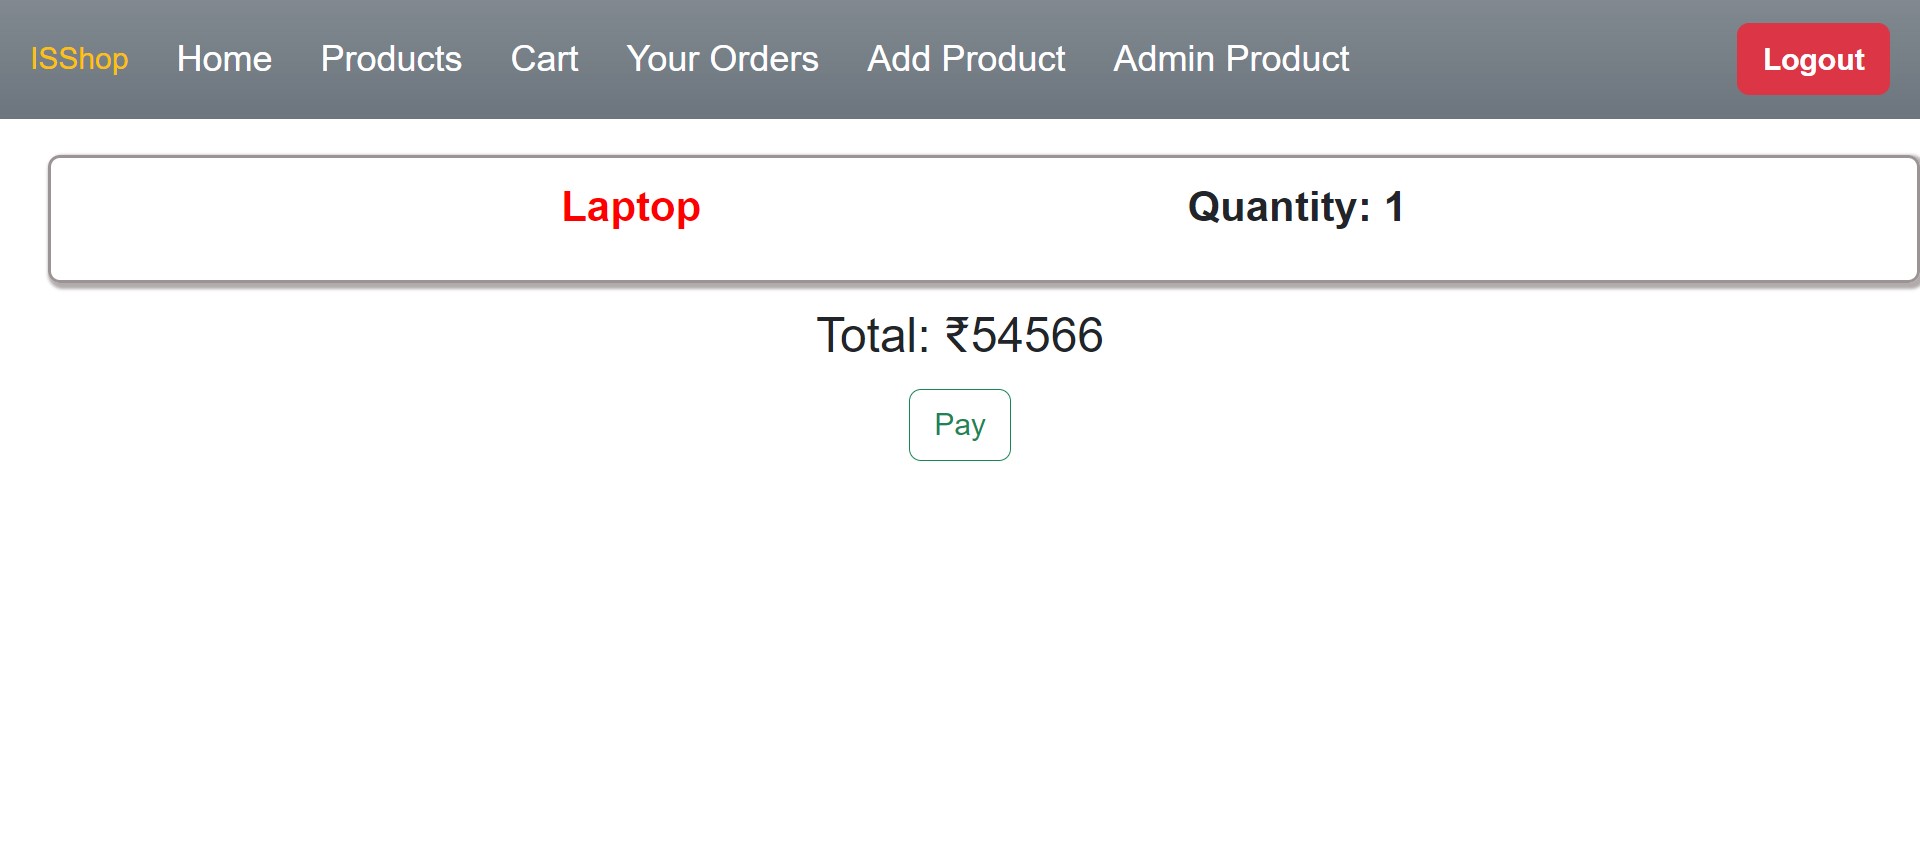 ISShop Home Products Cart Your Orders Add Product Admin Product Logout
Laptop Quantity: 1
Total: ₹54566
Pay